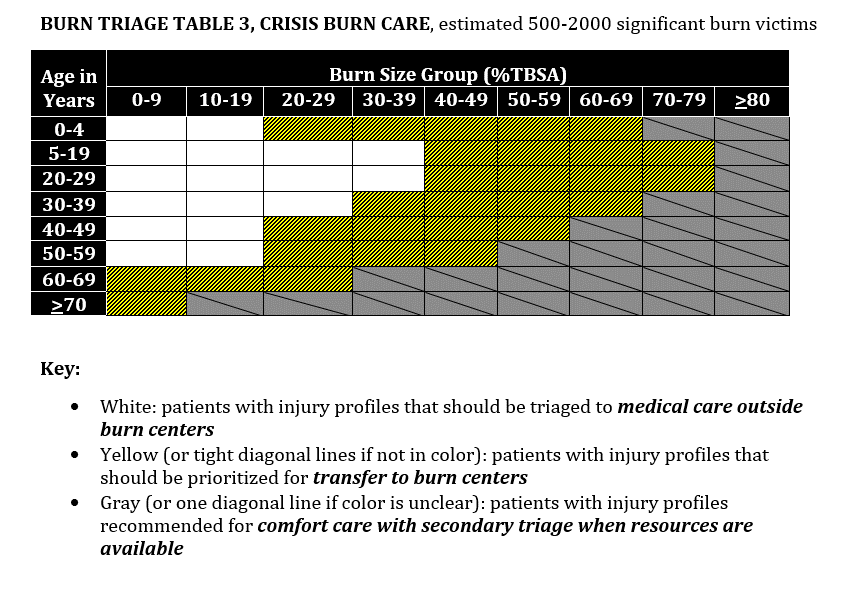 BURN TRIAGE TABLE 3, CRISIS BURN CARE, estimated 500-2000 significant burn victims
Age in Years
Burn Size Group (%TBSA)
0-9 10-19 20-29 30-39 40-49 50-59 60-69 70-79 ≥80
0-4
5-19
20-29
30-39
40-49
50-59
60-69
≥70
Key:
• White: patients with injury profiles that should be triaged to medical care outside
burn centers
• Yellow (or tight diagonal lines if not in color): patients with injury profiles that
should be prioritized for transfer to burn centers
• Gray (or one diagonal line if color is unclear): patients with injury profiles
recommended for comfort care with secondary triage when resources are
available